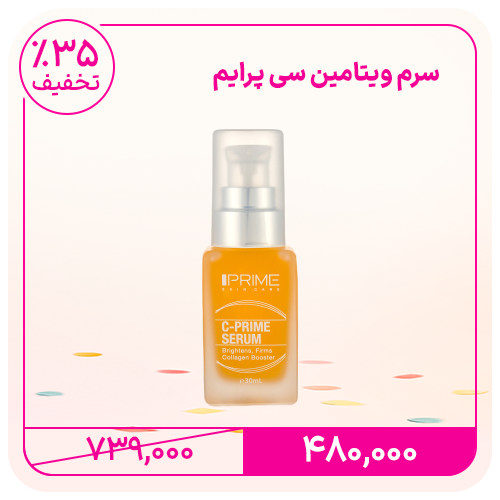 ٪۳۵
تخفیف
سرم ویتامین سی پرایم
PRIME
SKIN CARE
C-PRIME
SERUM
Brightens, Firms
Collagen Booster
e30mL
۷۳۹,۰۰۰
۴۸۰,۰۰۰